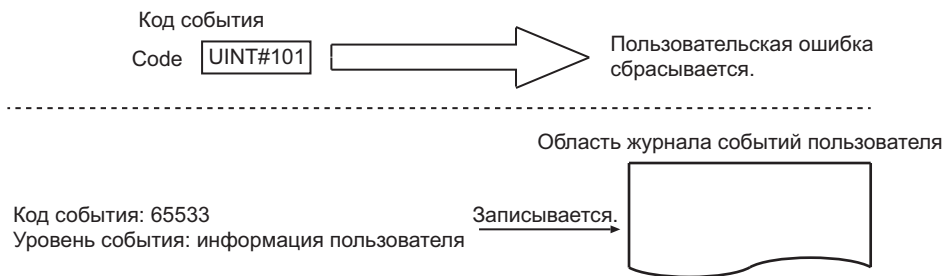 Код события
Code UINT#101
Пользовательская ошибка
сбрасывается.
Область журнала событий пользователя
Код события: 65533
Записывается.
Уровень события: информация пользователя